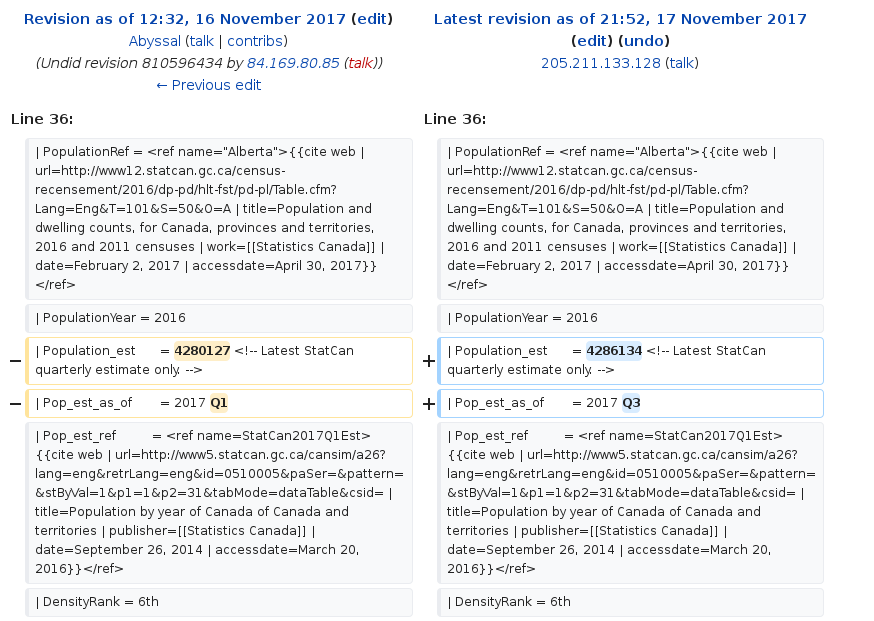 Revision as of 12:32, 16 November 2017 (edit)
Abyssal (talk | contribs)
(Undid revision 810596434 by 84.169.80.85 (talk))
← Previous edit
Line 36:
| PopulationRef = <ref name="Alberta">{{cite web |
url=http://www12.statcan.gc.ca/census-
recensement/2016/dp-pd/hlt-fst/pd-pl/Table.cfm?
Lang=Eng&T=101&S=50&O=A | title=Population and
dwelling counts, for Canada, provinces and territories,
2016 and 2011 censuses | work=[[Statistics Canada]] |
date=February 2, 2017 | accessdate=April 30, 2017}}
</ref>
| PopulationYear = 2016
− | Population_est = 4280127 <!-- Latest StatCan
quarterly estimate only. -->
− | Pop_est_as_of = 2017 Q1
| Pop_est_ref = <ref name=StatCan2017Q1Est>
{{cite web | url=http://www5.statcan.gc.ca/cansim/a26?
lang=eng&retrLang=eng&id=0510005&paSer=&pattern=
&stByVal=1&p1=1&p2=31&tabMode=dataTable&csid= |
title=Population by year of Canada of Canada and
territories | publisher=[[Statistics Canada]] |
date=September 26, 2014 | accessdate=March 20,
2016}}</ref>
| DensityRank = 6th
Latest revision as of 21:52, 17 November 2017
(edit) (undo)
205.211.133.128 (talk)
Line 36:
| PopulationRef = <ref name="Alberta">{{cite web |
url=http://www12.statcan.gc.ca/census-
recensement/2016/dp-pd/hlt-fst/pd-pl/Table.cfm?
Lang=Eng&T=101&S=50&O=A | title=Population and
dwelling counts, for Canada, provinces and territories,
2016 and 2011 censuses | work=[[Statistics Canada]] |
date=February 2, 2017 | accessdate=April 30, 2017}}
</ref>
| PopulationYear = 2016
+ | Population_est = 4286134 <!-- Latest StatCan
quarterly estimate only. -->
+ | Pop_est_as_of = 2017 Q3
| Pop_est_ref = <ref name=StatCan2017Q1Est>
{{cite web | url=http://www5.statcan.gc.ca/cansim/a26?
lang=eng&retrLang=eng&id=0510005&paSer=&pattern=
&stByVal=1&p1=1&p2=31&tabMode=dataTable&csid= |
title=Population by year of Canada of Canada and
territories | publisher=[[Statistics Canada]] |
date=September 26, 2014 | accessdate=March 20,
2016}}</ref>
| DensityRank = 6th